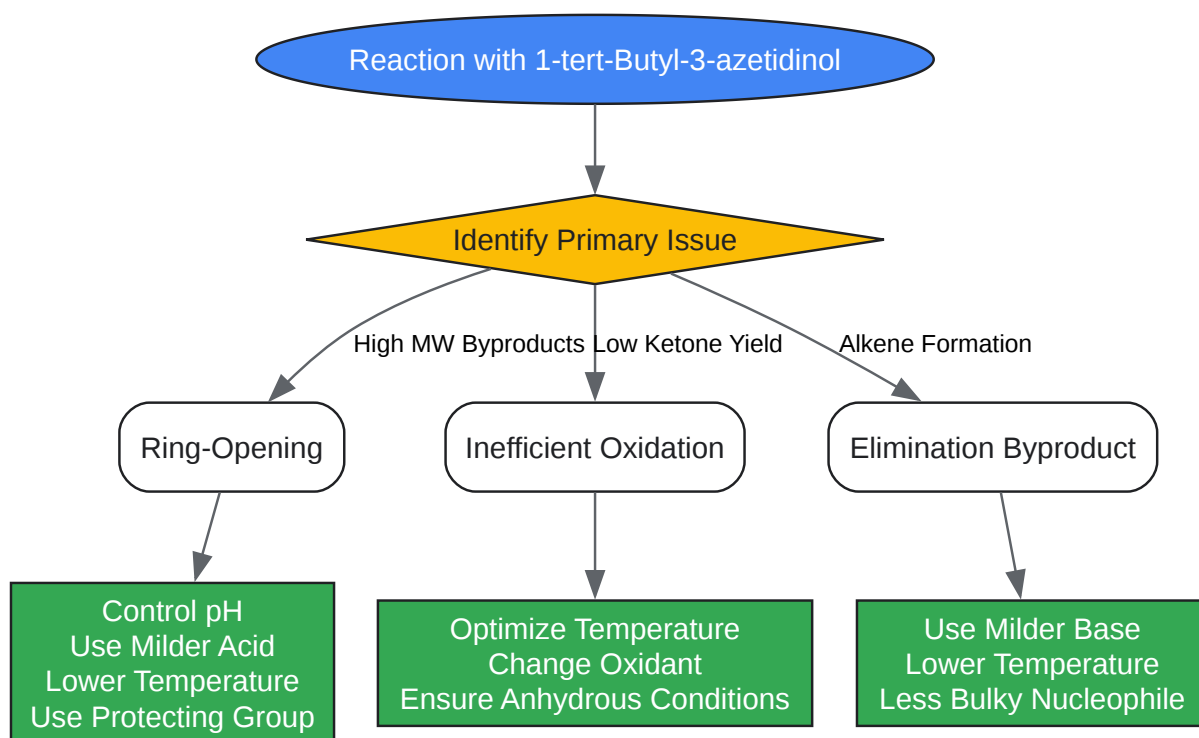 Reaction with 1-tert-Butyl-3-azetidinol
Identify Primary Issue
High MW Byproducts
Low Ketone Yield
Alkene Formation
Ring-Opening
Inefficient Oxidation
Elimination Byproduct
Control pH
Use Milder Acid
Lower Temperature
Use Protecting Group
Optimize Temperature
Change Oxidant
Ensure Anhydrous Conditions
Use Milder Base
Lower Temperature
Less Bulky Nucleophile